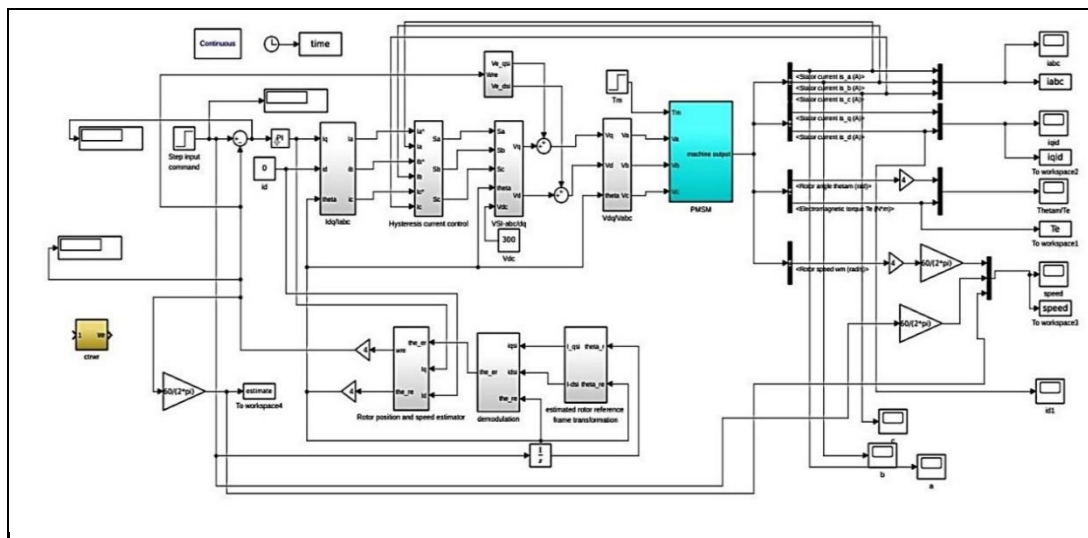 Continuous
time
Ve_qsi
Wre
Ve_dsi
Tm
<Stator current is_a (A)>
<Stator current is_b (A)>
<Stator current is_c (A)>
iabc
iabc
Step input
command
PI
0
id
Iq
id
theta
Ia
ib
ic
Idq/Iabc
Ia*
Ia
Ib*
Ib
Ic*
Ic
Sa
Sb
Sc
Hysteresis current control
Sa
Sb
Sc
theta
Vdc
Vq
Vd
VSI-abc/dq
300
Vdc
Vq
Vd
theta
Va
Vb
Vc
Vdq/Vabc
Tm
Va
Vb
Vc
machine output
PMSM
<Stator current is_q (A)>
<Stator current is_d (A)>
iqid
iqid
To workspace2
<Rotor angle thetam (rad)>
4
<Electromagnetic torque Te (N*m)>
Thetam/Te
Te
To workspace1
<Rotor speed wm (rad/s)>
4
60/(2*pi)
60/(2*pi)
speed
speed
To workspace3
1
ctrwr
60/(2*pi)
estimate
To workspace4
4
4
wm
the_re
the_er
Iq
Id
Rotor position and speed estimator
the_er
iqsi
idsi
the_re
demodulation
I_qsi
I-dsi
theta_r
theta_re
estimated rotor reference
frame transformation
1
s
id1
c
b
a